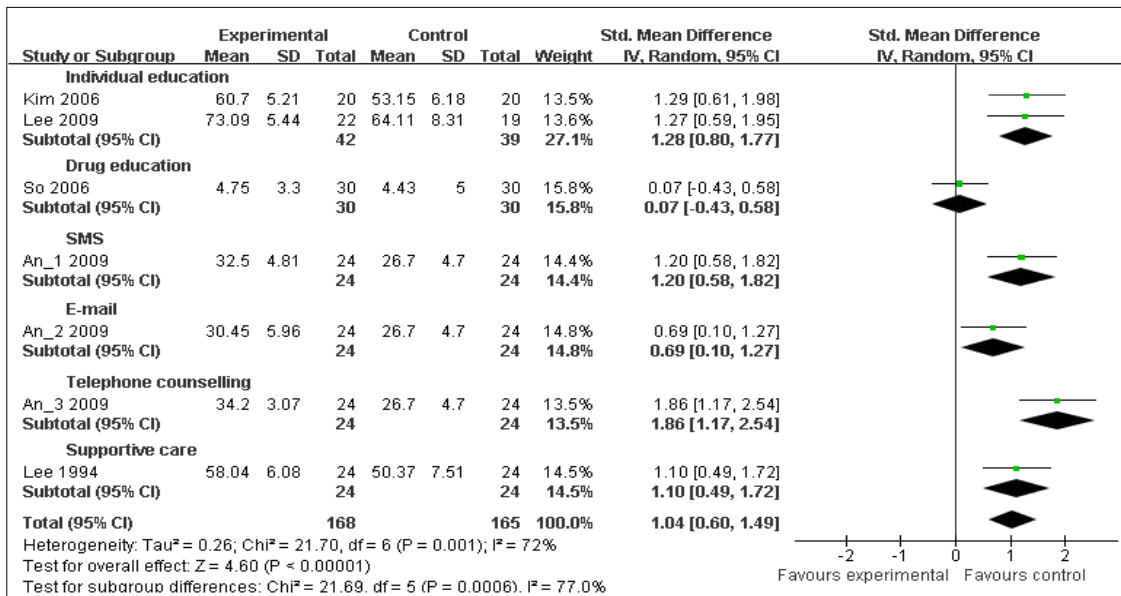 Experimental Control Std. Mean Difference Std. Mean Difference
Study or Subgroup Mean SD Total Mean SD Total Weight IV, Random, 95% CI IV, Random, 95% CI
Individual education
Kim 2006 60.7 5.21 20 53.15 6.18 20 13.5% 1.29 [0.61, 1.98]
Lee 2009 73.09 5.44 22 64.11 8.31 19 13.6% 1.27 [0.59, 1.95]
Subtotal (95% CI) 42 39 27.1% 1.28 [0.80, 1.77]
Drug education
So 2006 4.75 3.3 30 4.43 5 30 15.8% 0.07 [-0.43, 0.58]
Subtotal (95% CI) 30 30 15.8% 0.07 [-0.43, 0.58]
SMS
An_1 2009 32.5 4.81 24 26.7 4.7 24 14.4% 1.20 [0.58, 1.82]
Subtotal (95% CI) 24 24 14.4% 1.20 [0.58, 1.82]
E-mail
An_2 2009 30.45 5.96 24 26.7 4.7 24 14.8% 0.69 [0.10, 1.27]
Subtotal (95% CI) 24 24 14.8% 0.69 [0.10, 1.27]
Telephone counselling
An_3 2009 34.2 3.07 24 26.7 4.7 24 13.5% 1.86 [1.17, 2.54]
Subtotal (95% CI) 24 24 13.5% 1.86 [1.17, 2.54]
Supportive care
Lee 1994 58.04 6.08 24 50.37 7.51 24 14.5% 1.10 [0.49, 1.72]
Subtotal (95% CI) 24 24 14.5% 1.10 [0.49, 1.72]
Total (95% CI) 168 165 100.0% 1.04 [0.60, 1.49]
Heterogeneity: Tau² = 0.26; Chi² = 21.70, df = 6 (P = 0.001); I² = 72%
Test for overall effect: Z = 4.60 (P < 0.00001)
Test for subgroup differences: Chi² = 21.69, df = 5 (P = 0.0006), I² = 77.0%
-2 -1 0 1 2
Favours experimental Favours control